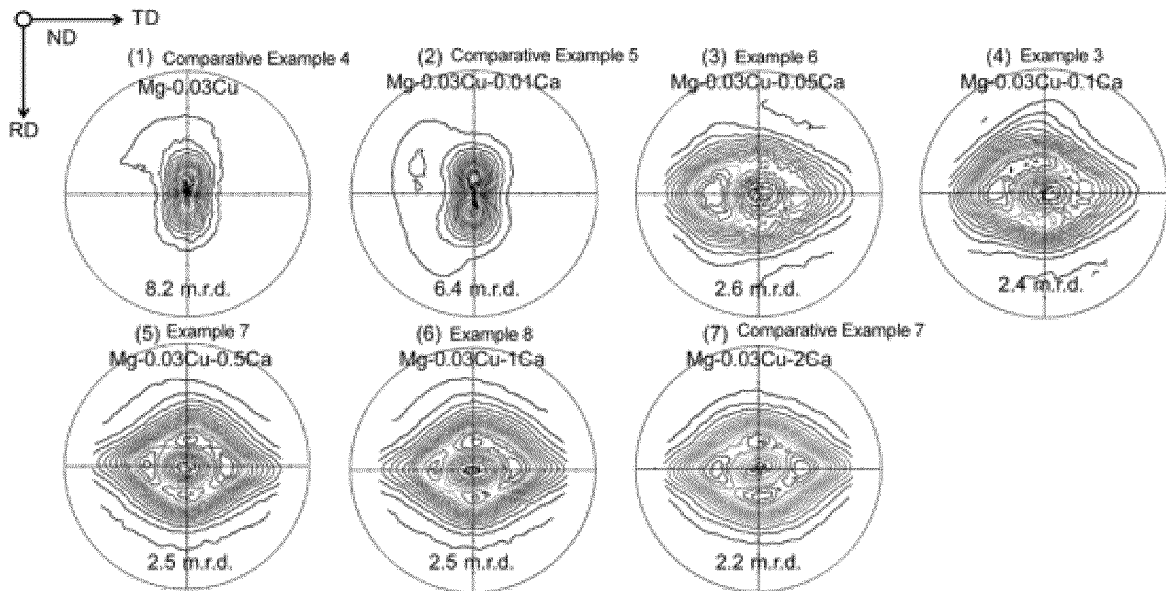 TD
ND
RD
(1) Comparative Example 4
Mg-0.03Cu
8.2 m.r.d.
(2) Comparative Example 5
Mg-0.03Cu-0.01Ca
6.4 m.r.d.
(3) Example 6
Mg-0.03Cu-0.05Ca
2.6 m.r.d.
(4) Example 3
Mg-0.03Cu-0.1Ca
2.4 m.r.d.
(5) Example 7
Mg-0.03Cu-0.5Ca
2.5 m.r.d.
(6) Example 8
Mg-0.03Cu-1Ca
2.5 m.r.d.
(7) Comparative Example 7
Mg-0.03Cu-2Ca
2.2 m.r.d.